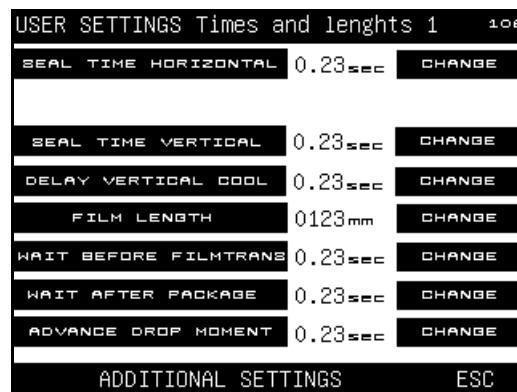 USER SETTINGS Times and lenghts 1 106
SEAL TIME HORIZONTAL 0.23sec CHANGE
SEAL TIME VERTICAL 0.23sec CHANGE
DELAY VERTICAL COOL 0.23sec CHANGE
FILM LENGTH 0123mm CHANGE
WAIT BEFORE FILMTRANS 0.23sec CHANGE
WAIT AFTER PACKAGE 0.23sec CHANGE
ADVANCE DROP MOMENT 0.23sec CHANGE
ADDITIONAL SETTINGS ESC